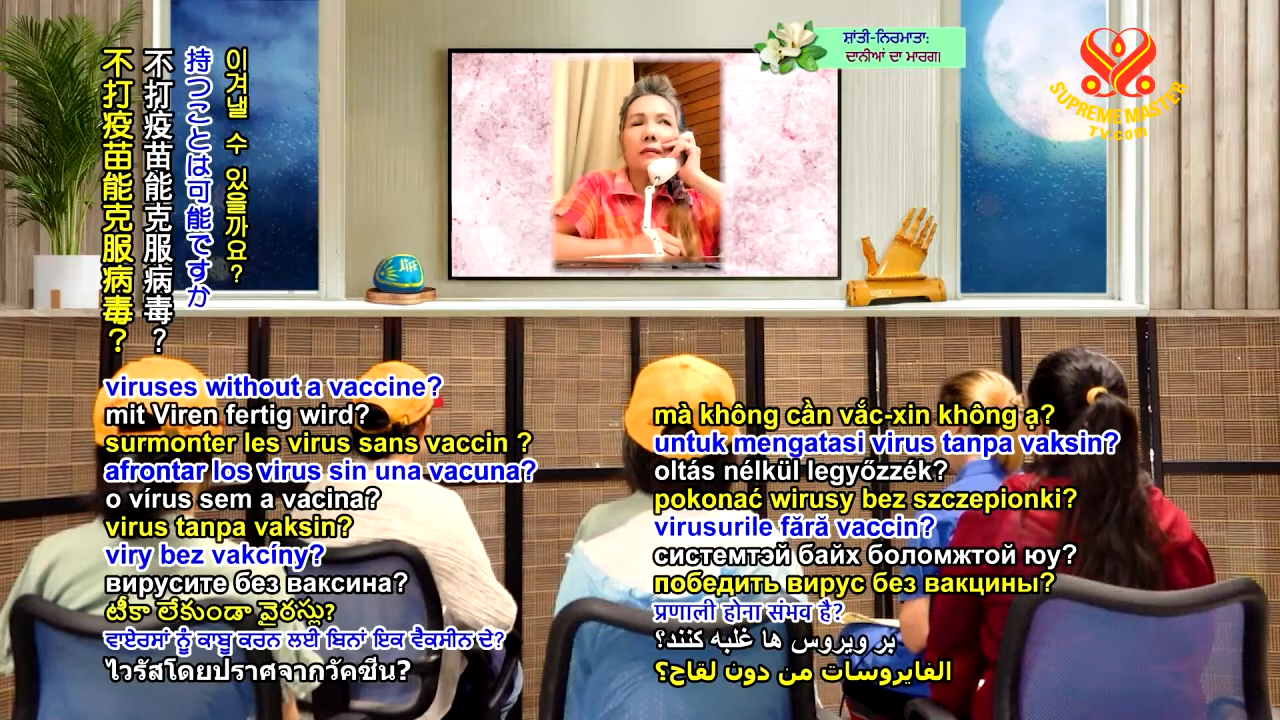 이겨낼 수 있을까요?
持つことは可能ですか
不打疫苗能克服病毒？
不打疫苗能克服病毒？
ਸ਼ਾਂਤੀ-ਨਿਰਮਾਤਾ:
ਦਾਨੀਆਂ ਦਾ ਮਾਰਗ।
SUPREME MASTER
TV.com
LIFE
viruses without a vaccine?
mit Viren fertig wird?
surmonter les virus sans vaccin ?
afrontar los virus sin una vacuna?
o vírus sem a vacina?
virus tanpa vaksin?
viry bez vakcíny?
вирусите без ваксина?
టీకా లేకుండా వైరస్లు?
ਵਾਇਰਸਾਂ ਨੂੰ ਕਾਬੂ ਕਰਨ ਲਈ ਬਿਨਾਂ ਇਕ ਵੈਕਸੀਨ ਦੇ?
ไวรัสโดยปราศจากวัคซีน?
mà không cần vắc-xin không ạ?
untuk mengatasi virus tanpa vaksin?
oltás nélkül legyőzzék?
pokonać wirusy bez szczepionki?
virusurile fără vaccin?
системтэй байх боломжтой юу?
победить вирус без вакцины?
प्रणाली होना संभव है?
بر ویروس ها غلبه کنند؟
الفايروسات من دون لقاح؟